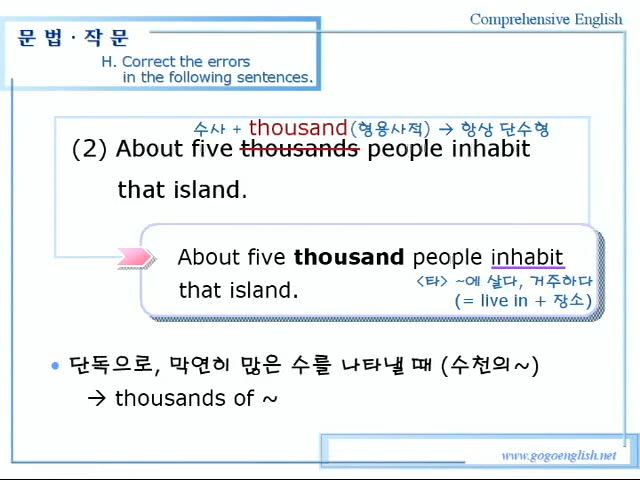 Comprehensive English
문 법 · 작 문
H. Correct the errors
in the following sentences.
수사 + thousand (형용사적) → 항상 단수형
(2) About five thousands people inhabit
that island.
About five thousand people inhabit
that island.
<타> ~에 살다, 거주하다
(= live in + 장소)
• 단독으로, 막연히 많은 수를 나타낼 때 (수천의~)
→ thousands of ~
www.gogoenglish.net